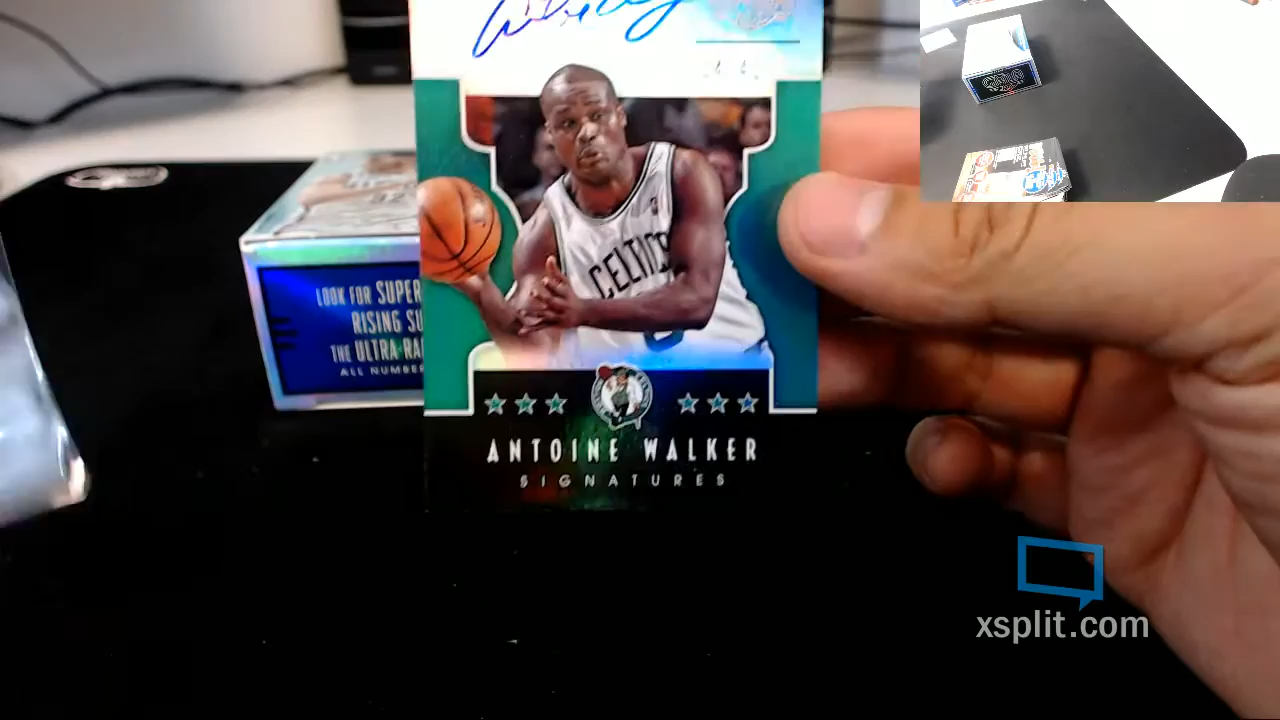 CELTICS
LOOK FOR SUPER
RISING SU
THE ULTRA-RA
ALL NUMBER
ANTOINE WALKER
SIGNATURES
xsplit.com